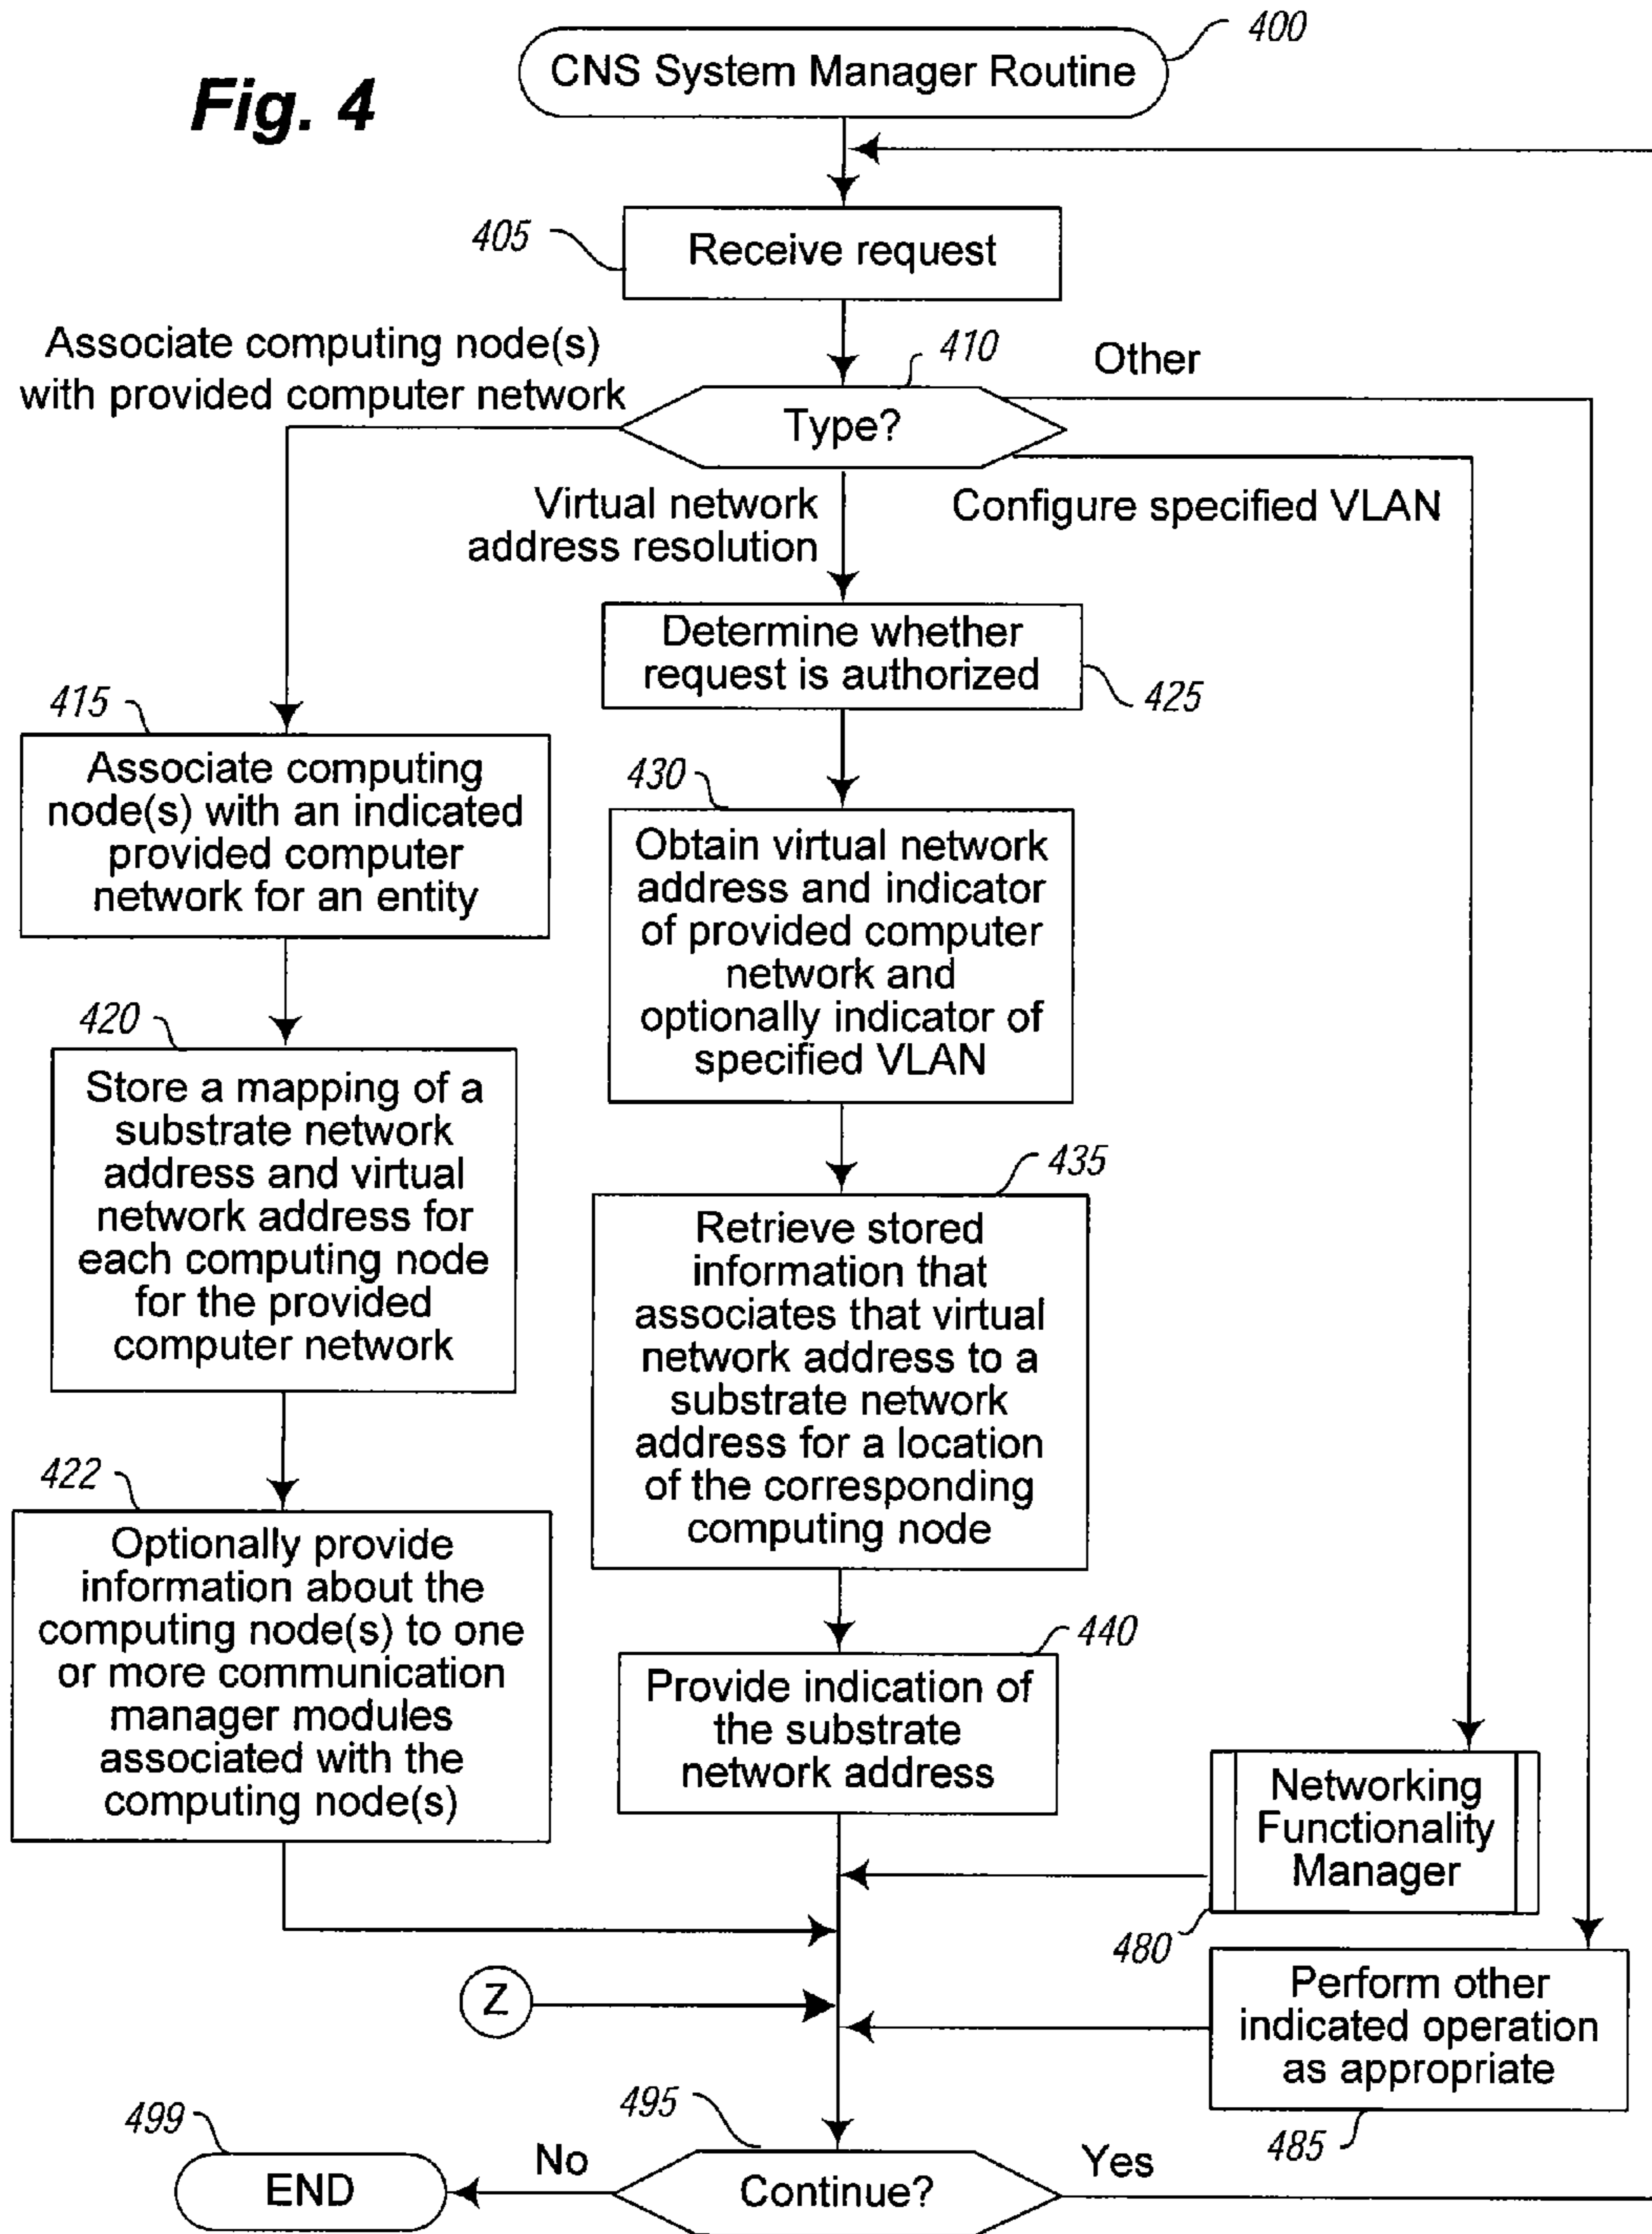 Fig. 4
CNS System Manager Routine
400
405
Receive request
Associate computing node(s)
with provided computer network
410
Other
Type?
Virtual network
address resolution
Configure specified VLAN
Determine whether
request is authorized
425
415
Associate computing
node(s) with an indicated
provided computer
network for an entity
430
Obtain virtual network
address and indicator
of provided computer
network and
optionally indicator of
specified VLAN
420
Store a mapping of a
substrate network
address and virtual
network address for
each computing node
for the provided
computer network
435
Retrieve stored
information that
associates that virtual
network address to a
substrate network
address for a location
of the corresponding
computing node
422
Optionally provide
information about the
computing node(s) to one
or more communication
manager modules
associated with the
computing node(s)
440
Provide indication of
the substrate
network address
Networking
Functionality
Manager
480
Z
Perform other
indicated operation
as appropriate
485
495
Continue?
Yes
No
499
END